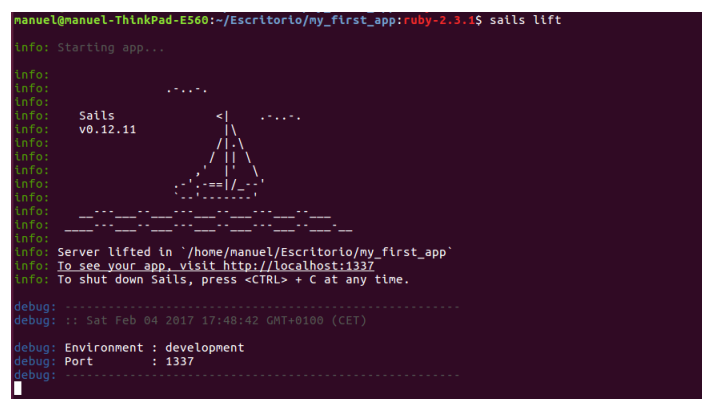 manuel@manuel-ThinkPad-E560:~/Escritorio/my_first_app:ruby-2.3.1$ sails lift
info: Starting app...
info:
info:                .-..-.
info:
info:    Sails              <|    .-..-.
info:    v0.12.11            |\
info:                       /|.\
info:                      / || \
info:                    ,'  |'  \
info:                 .-'.-==|/_--'
info:                 `--'-------'
info:    __---___--___---___--___---___--___
info:  ____---___--___---___--___---___--___-__
info:
info: Server lifted in `/home/manuel/Escritorio/my_first_app`
info: To see your app, visit http://localhost:1337
info: To shut down Sails, press <CTRL> + C at any time.
debug: -------------------------------------------------------
debug: :: Sat Feb 04 2017 17:48:42 GMT+0100 (CET)
debug: Environment : development
debug: Port        : 1337
debug: -------------------------------------------------------